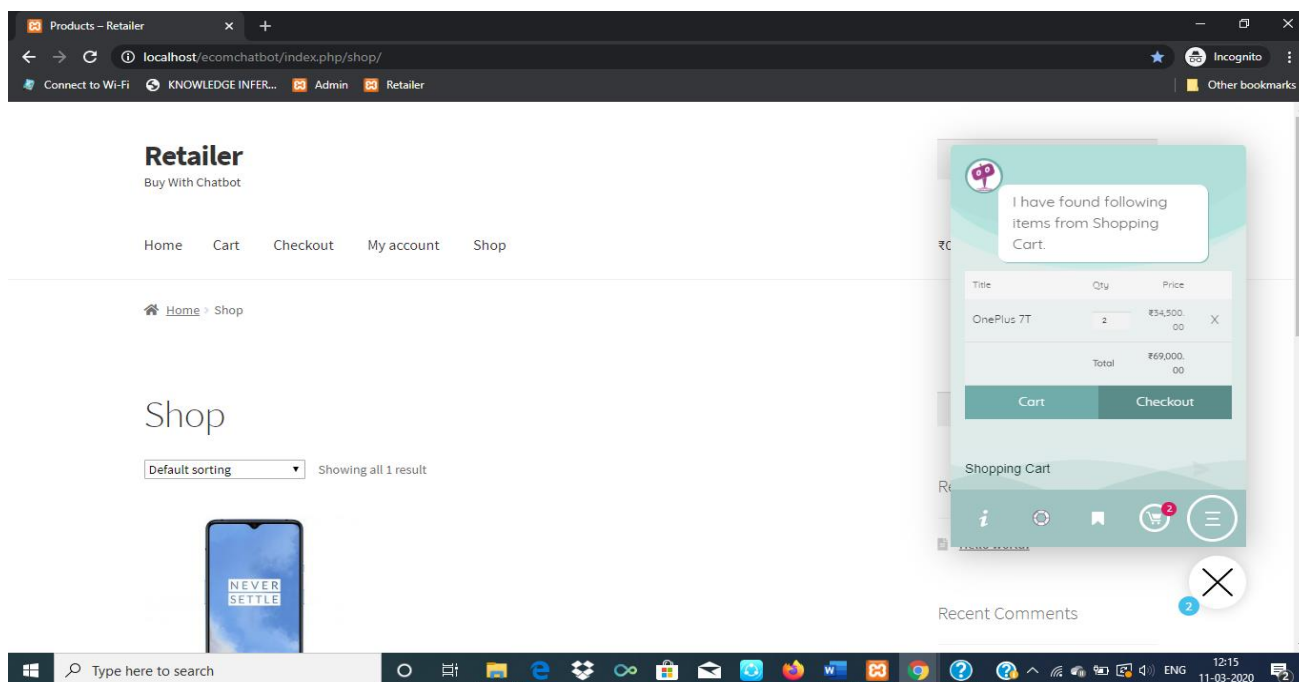 Products – Retailer
localhost/ecomchatbot/index.php/shop/
Incognito
Connect to Wi-Fi
KNOWLEDGE INFER...
Admin
Retailer
Other bookmarks
Retailer
Buy With Chatbot
Home Cart Checkout My account Shop
Home > Shop
Shop
Default sorting
Showing all 1 result
NEVER
SETTLE
I have found following
items from Shopping
Cart.
Title Qty Price
OnePlus 7T 2 ₹34,500.
00 X
Total ₹69,000.
00
Cart Checkout
Shopping Cart
2
2
Recent Comments
Type here to search
ENG
12:15
11-03-2020
2